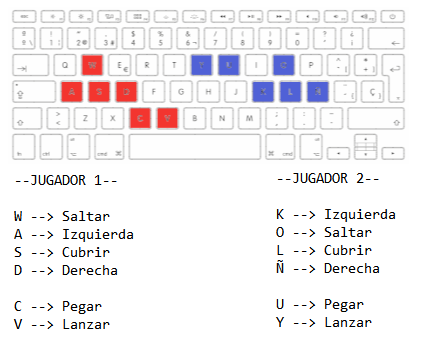 Q W E R T Y U I O P
A S D F G H J K L Ñ Ç
Z X C V B N M
--JUGADOR 1--
W --> Saltar
A --> Izquierda
S --> Cubrir
D --> Derecha
C --> Pegar
V --> Lanzar
--JUGADOR 2--
K --> Izquierda
O --> Saltar
L --> Cubrir
Ñ --> Derecha
U --> Pegar
Y --> Lanzar